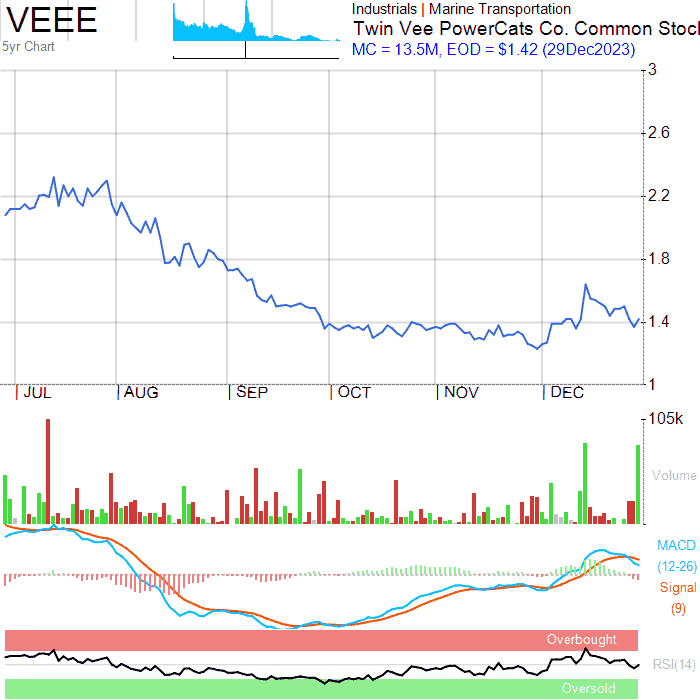 VEEE
5yr Chart
Industrials | Marine Transportation
Twin Vee PowerCats Co. Common Stoc
MC = 13.5M, EOD = $1.42 (29Dec2023)
3
2.6
2.2
1.8
1.4
1
| JUL | AUG | SEP | OCT | NOV | DEC
105k
Volume
MACD
(12-26)
Signal
(9)
Overbought
RSI(14)
Oversold